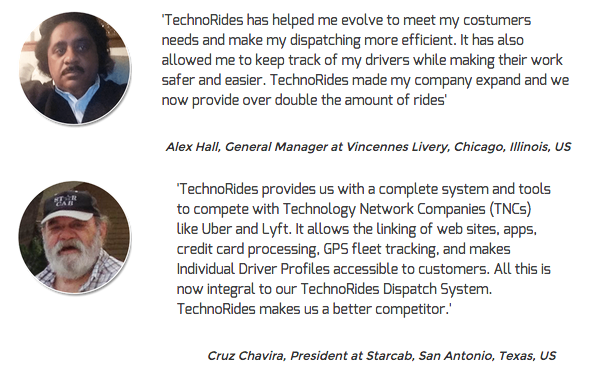 'TechnoRides has helped me evolve to meet my costumers
needs and make my dispatching more efficient. It has also
allowed me to keep track of my drivers while making their work
safer and easier. TechnoRides made my company expand and we
now provide over double the amount of rides'
Alex Hall, General Manager at Vincennes Livery, Chicago, Illinois, US
STAR
CAB
'TechnoRides provides us with a complete system and tools
to compete with Technology Network Companies (TNCs)
like Uber and Lyft. It allows the linking of web sites, apps,
credit card processing, GPS fleet tracking, and makes
Individual Driver Profiles accessible to customers. All this is
now integral to our TechnoRides Dispatch System.
TechnoRides makes us a better competitor.'
Cruz Chavira, President at Starcab, San Antonio, Texas, US